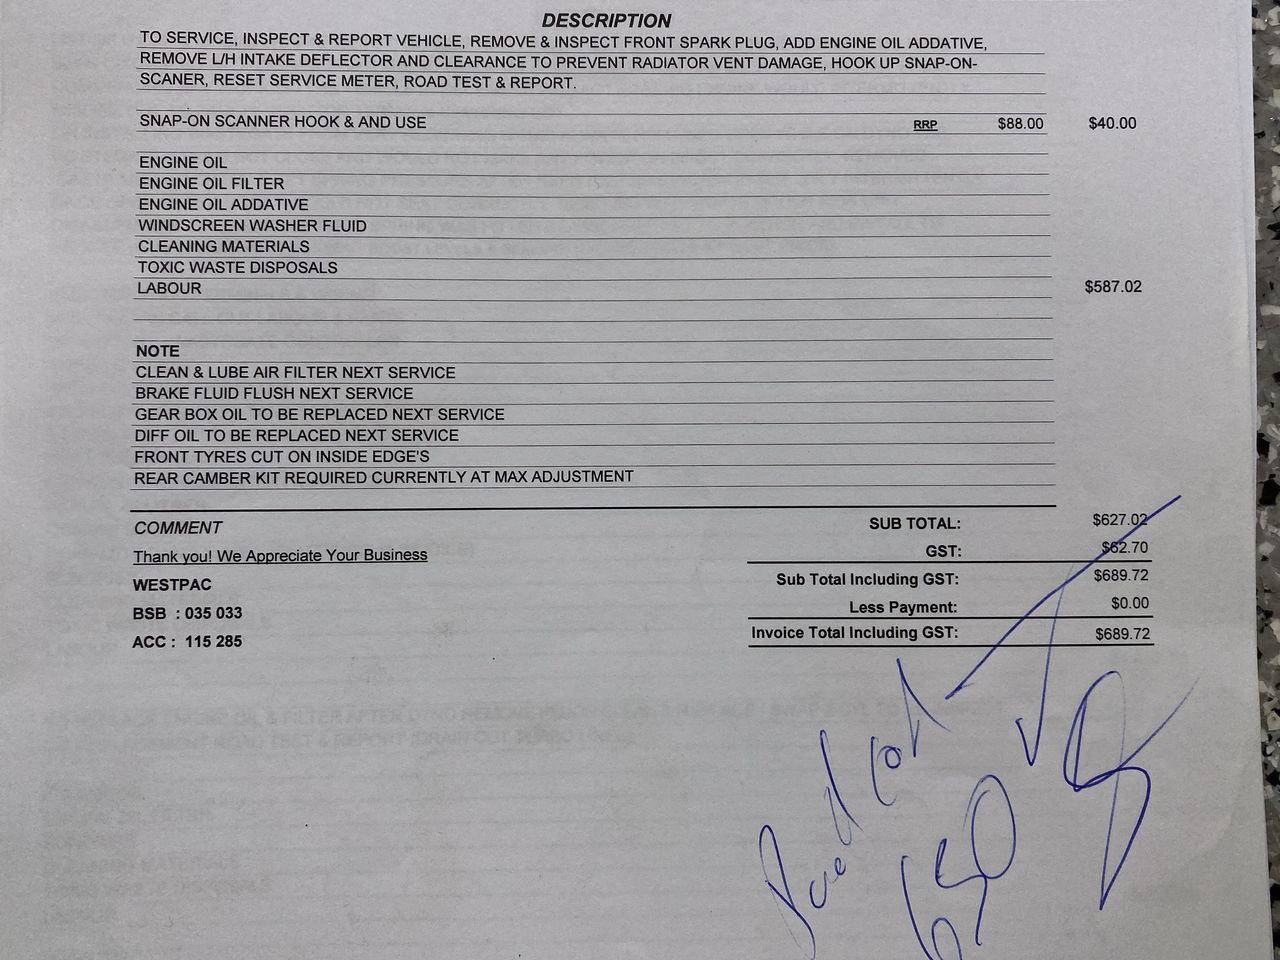 DESCRIPTION
TO SERVICE, INSPECT & REPORT VEHICLE, REMOVE & INSPECT FRONT SPARK PLUG, ADD ENGINE OIL ADDATIVE,
REMOVE L/H INTAKE DEFLECTOR AND CLEARANCE TO PREVENT RADIATOR VENT DAMAGE, HOOK UP SNAP-ON-
SCANER, RESET SERVICE METER, ROAD TEST & REPORT.
SNAP-ON SCANNER HOOK & AND USE RRP $88.00 $40.00
ENGINE OIL
ENGINE OIL FILTER
ENGINE OIL ADDATIVE
WINDSCREEN WASHER FLUID
CLEANING MATERIALS
TOXIC WASTE DISPOSALS
LABOUR $587.02
NOTE
CLEAN & LUBE AIR FILTER NEXT SERVICE
BRAKE FLUID FLUSH NEXT SERVICE
GEAR BOX OIL TO BE REPLACED NEXT SERVICE
DIFF OIL TO BE REPLACED NEXT SERVICE
FRONT TYRES CUT ON INSIDE EDGE'S
REAR CAMBER KIT REQUIRED CURRENTLY AT MAX ADJUSTMENT
COMMENT
Thank you! We Appreciate Your Business
WESTPAC
BSB : 035 033
ACC : 115 285
SUB TOTAL: $627.02
GST: $62.70
Sub Total Including GST: $689.72
Less Payment: $0.00
Invoice Total Including GST: $689.72
650